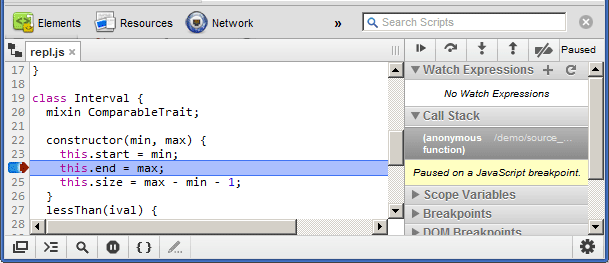 Elements Resources Network » Search Scripts
repl.js × Paused
17 }
18
19 class Interval {
20 mixin ComparableTrait;
21
22 constructor(min, max) {
23 this.start = min;
this.end = max;
25 this.size = max - min - 1;
26 }
27 lessThan(ival) {
28
Watch Expressions
No Watch Expressions
Call Stack
(anonymous function) /demo/source_...
Paused on a JavaScript breakpoint.
Scope Variables
Breakpoints
DOM Breakpoints